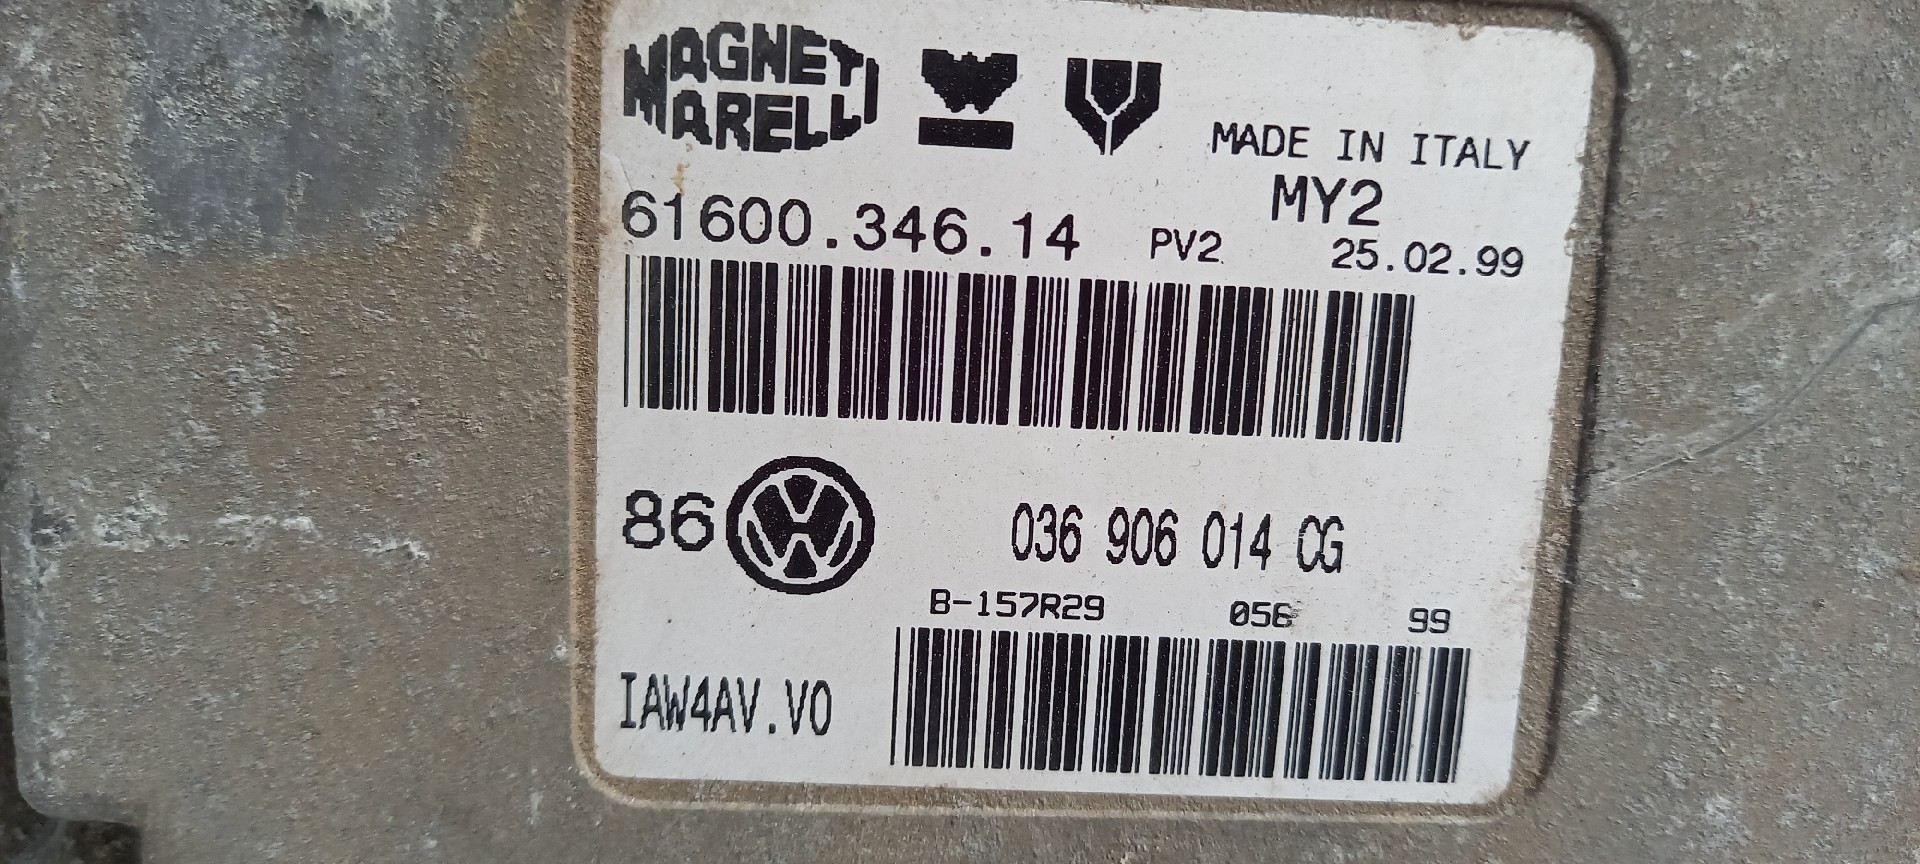 MAGNETI
MARELLI
MADE IN ITALY
MY2
61600.346.14 PV2 25.02.99
86 036 906 014 CG
B-157R29 056 99
IAW4AV.V0